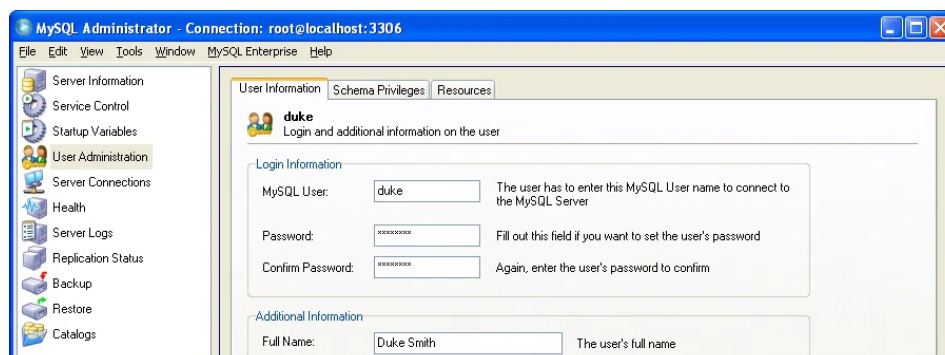 MySQL Administrator - Connection: root@localhost:3306
File Edit View Tools Window MySQL Enterprise Help
Server Information
Service Control
Startup Variables
User Administration
Server Connections
Health
Server Logs
Replication Status
Backup
Restore
Catalogs
User Information Schema Privileges Resources
duke
Login and additional information on the user
Login Information
MySQL User: duke The user has to enter this MySQL User name to connect to
the MySQL Server
Password: ******** Fill out this field if you want to set the user's password
Confirm Password: ******** Again, enter the user's password to confirm
Additional Information
Full Name: Duke Smith The user's full name